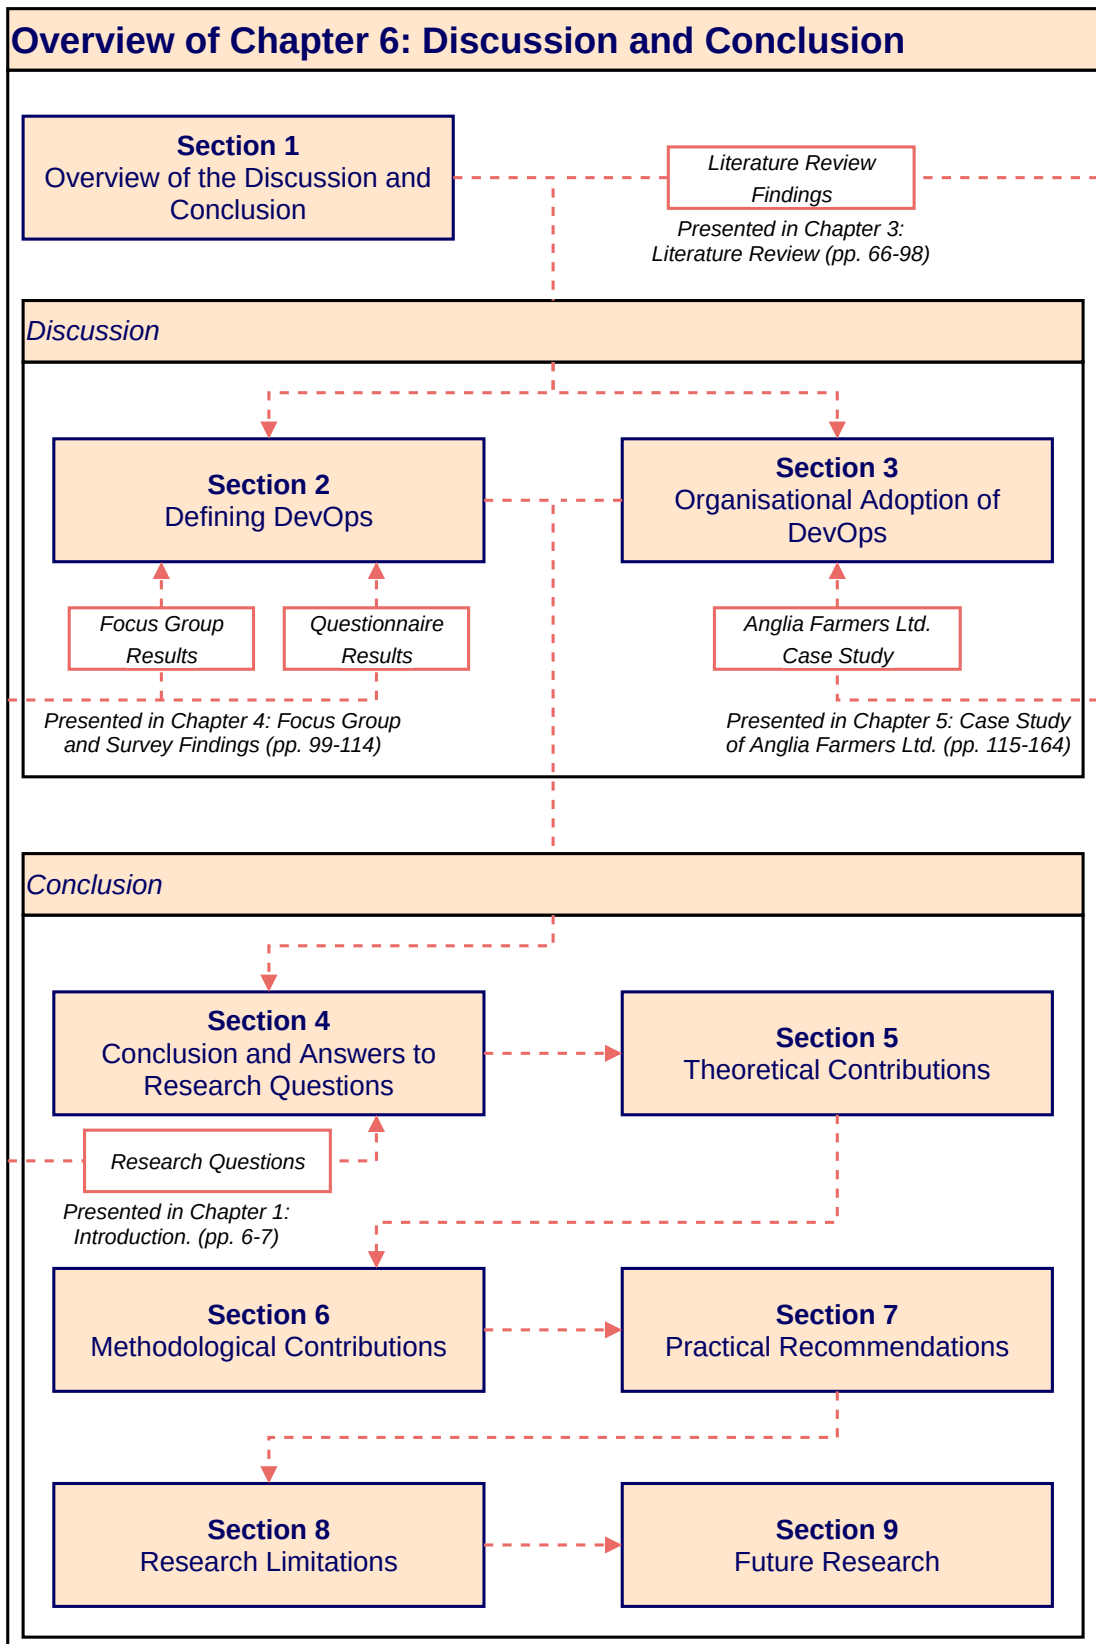 Overview of Chapter 6: Discussion and Conclusion
Section 1
Overview of the Discussion and
Conclusion
Literature Review
Findings
Presented in Chapter 3:
Literature Review (pp. 66-98)
Discussion
Section 2
Defining DevOps
Section 3
Organisational Adoption of
DevOps
Focus Group
Results
Questionnaire
Results
Anglia Farmers Ltd.
Case Study
Presented in Chapter 4: Focus Group
and Survey Findings (pp. 99-114)
Presented in Chapter 5: Case Study
of Anglia Farmers Ltd. (pp. 115-164)
Conclusion
Section 4
Conclusion and Answers to
Research Questions
Section 5
Theoretical Contributions
Research Questions
Presented in Chapter 1:
Introduction. (pp. 6-7)
Section 6
Methodological Contributions
Section 7
Practical Recommendations
Section 8
Research Limitations
Section 9
Future Research